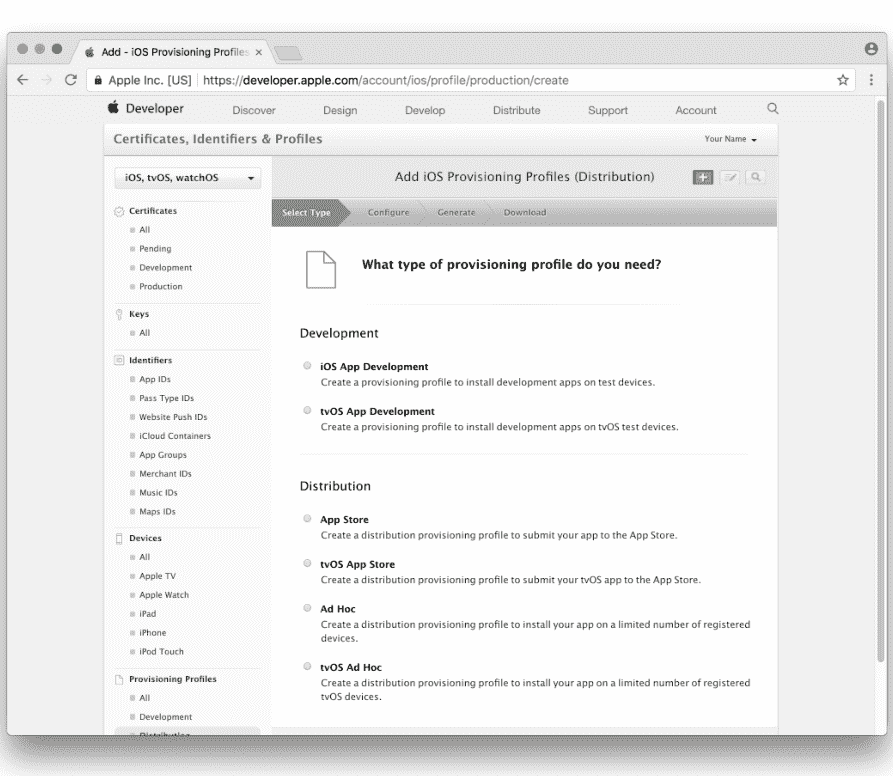 Add - iOS Provisioning Profiles
Apple Inc. [US] https://developer.apple.com/account/ios/profile/production/create
Developer Discover Design Develop Distribute Support Account
Certificates, Identifiers & Profiles Your Name
iOS, tvOS, watchOS
Add iOS Provisioning Profiles (Distribution)
Certificates
All
Pending
Development
Production
Keys
All
Identifiers
App IDs
Pass Type IDs
Website Push IDs
iCloud Containers
App Groups
Merchant IDs
Music IDs
Maps IDs
Devices
All
Apple TV
Apple Watch
iPad
iPhone
iPod Touch
Provisioning Profiles
All
Development
Distribution
Select Type Configure Generate Download
What type of provisioning profile do you need?
Development
iOS App Development
Create a provisioning profile to install development apps on test devices.
tvOS App Development
Create a provisioning profile to install development apps on tvOS test devices.
Distribution
App Store
Create a distribution provisioning profile to submit your app to the App Store.
tvOS App Store
Create a distribution provisioning profile to submit your tvOS app to the App Store.
Ad Hoc
Create a distribution provisioning profile to install your app on a limited number of registered
devices.
tvOS Ad Hoc
Create a distribution provisioning profile to install your app on a limited number of registered
tvOS devices.